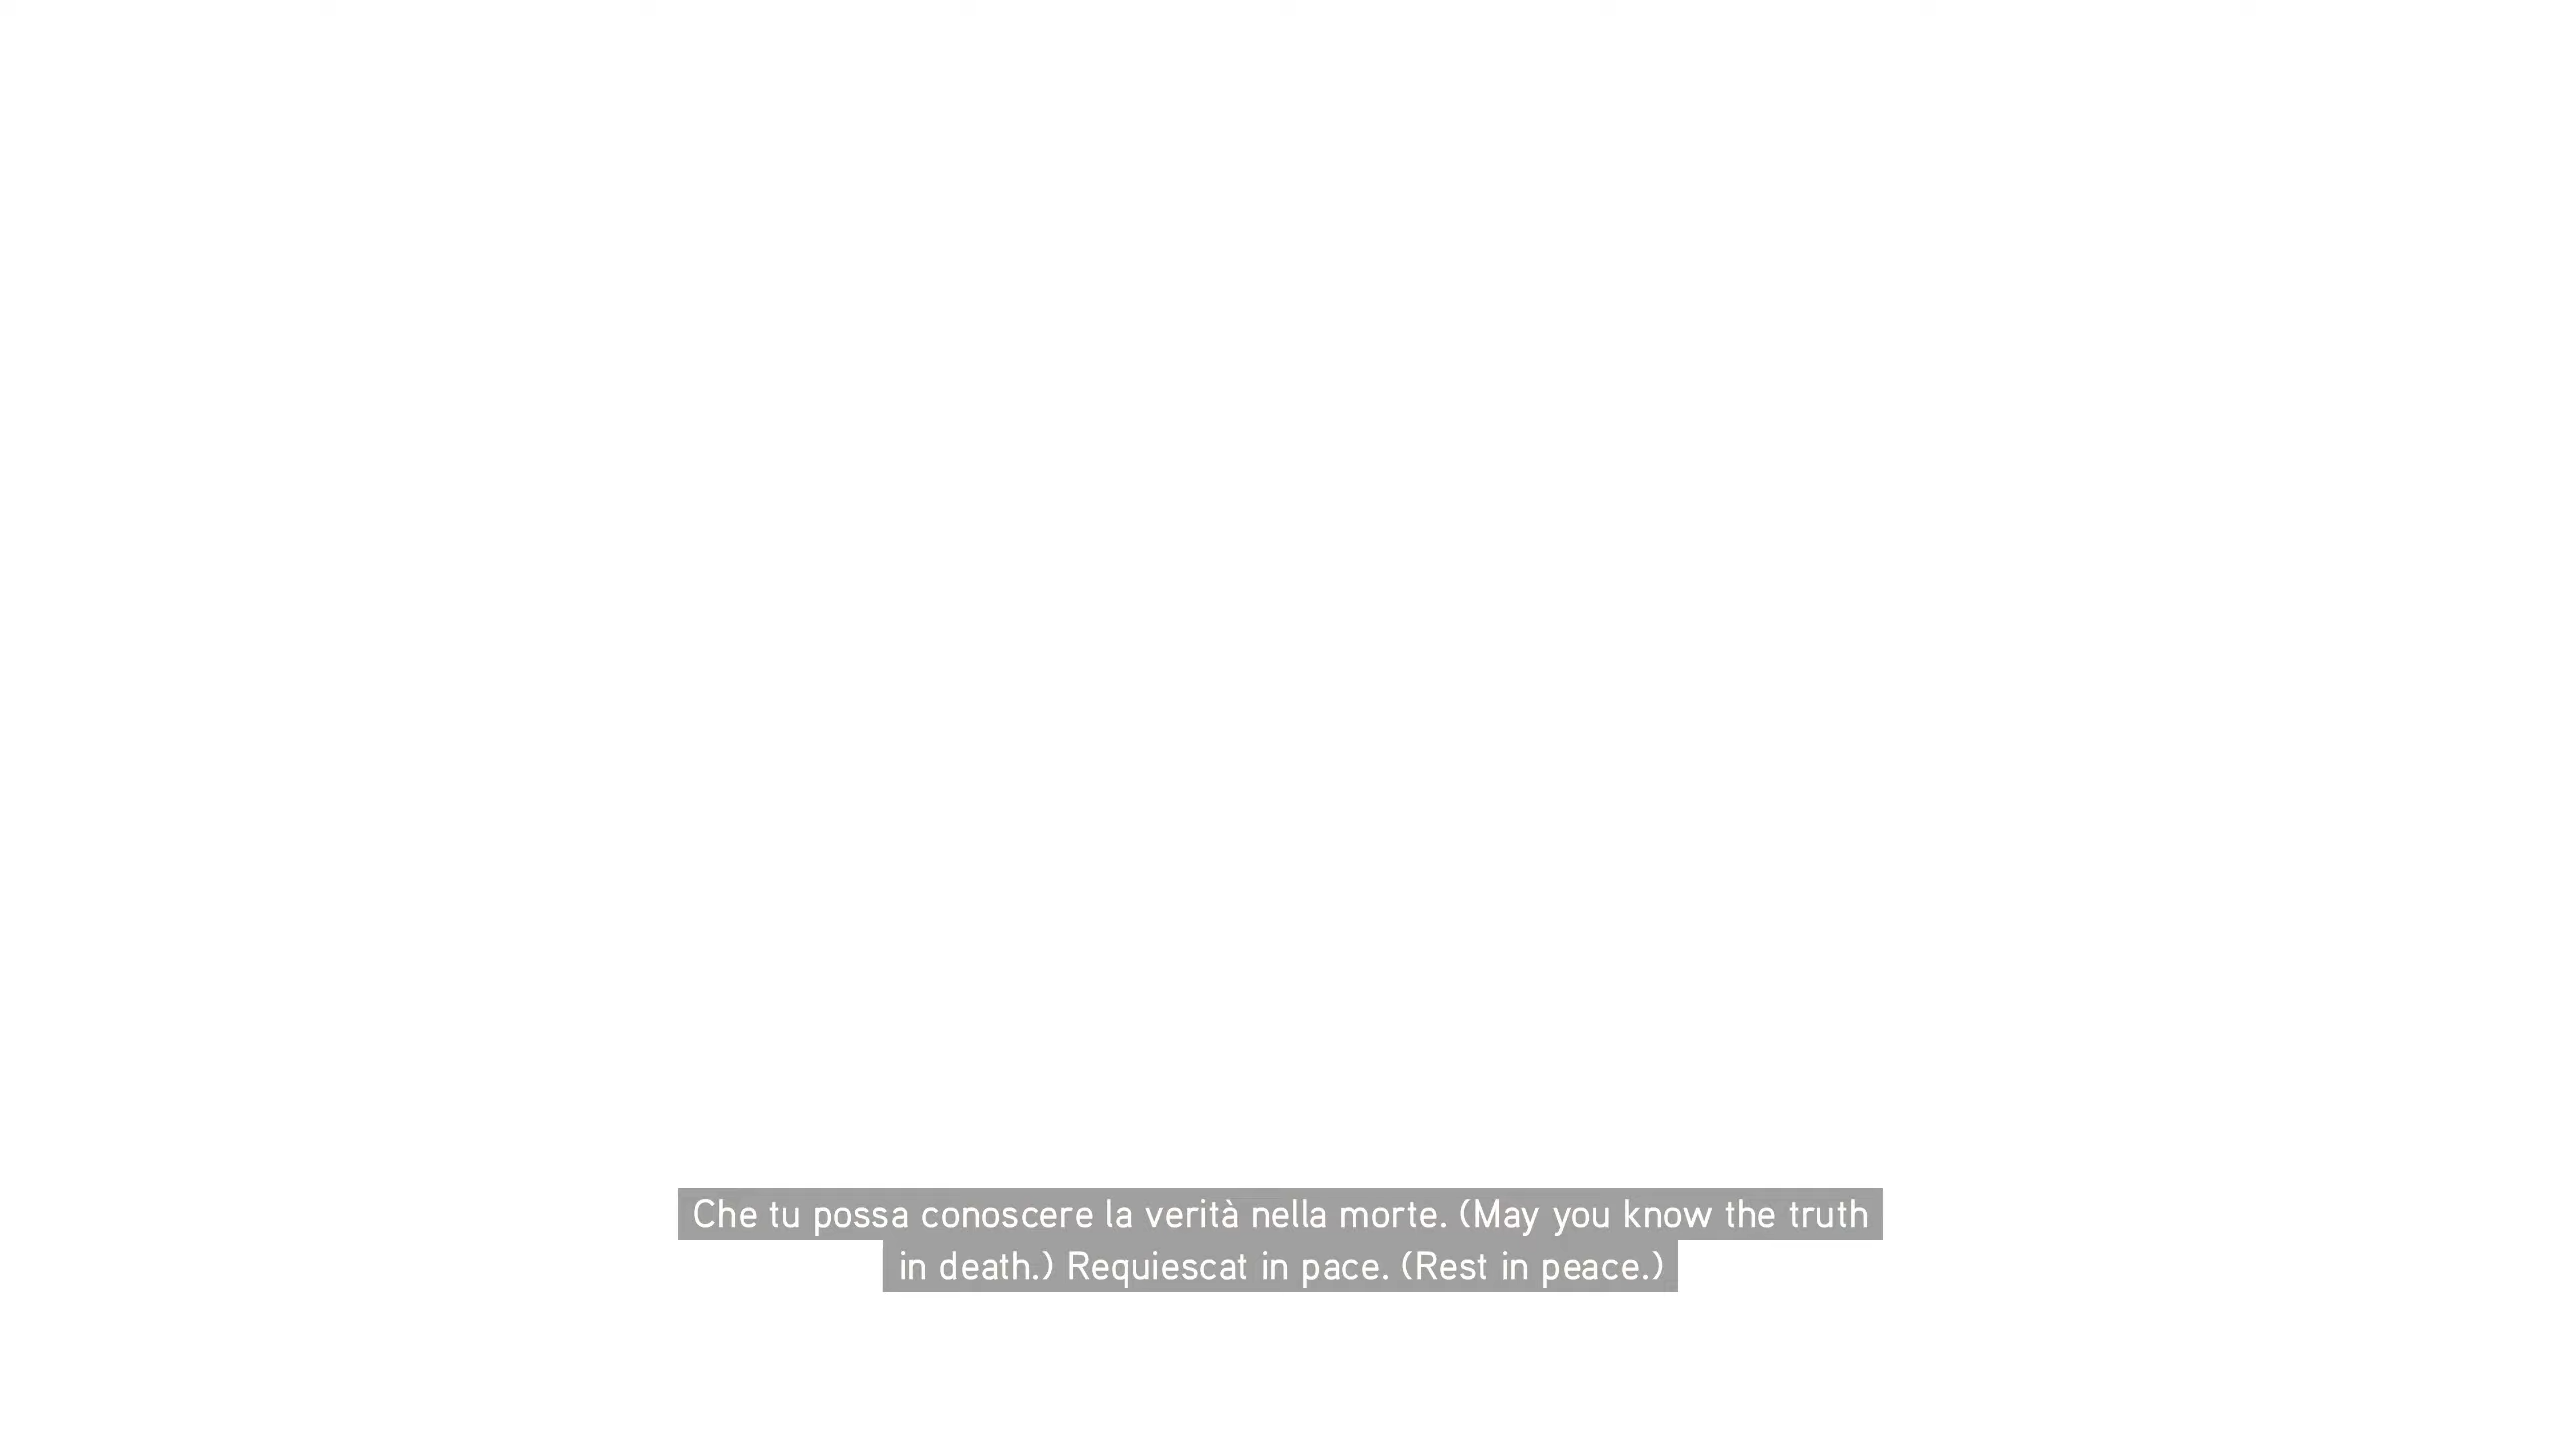 Che tu possa conoscere la verità nella morte. (May you know the truth
in death.) Requiescat in pace. (Rest in peace.)